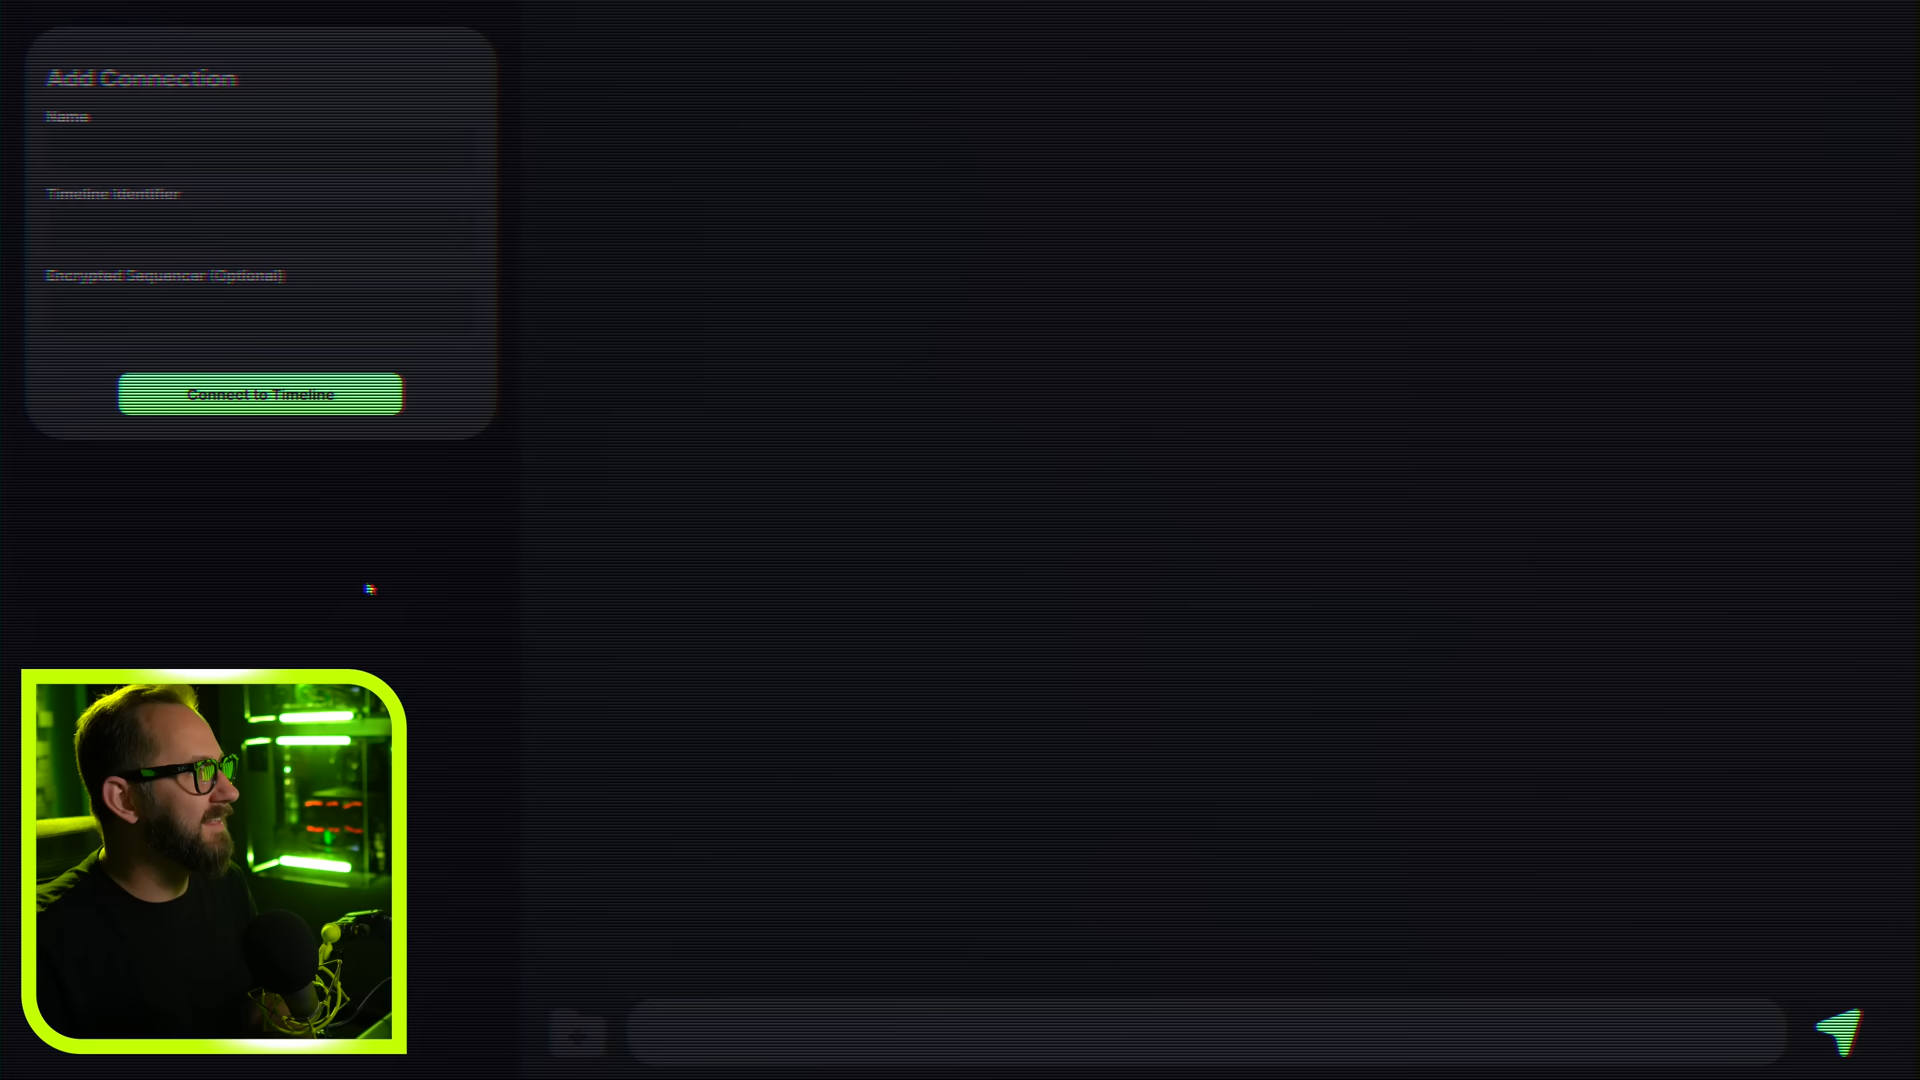 Add Connection
Name
Timeline Identifier
Encrypted Sequencer (Optional)
Connect to Timeline